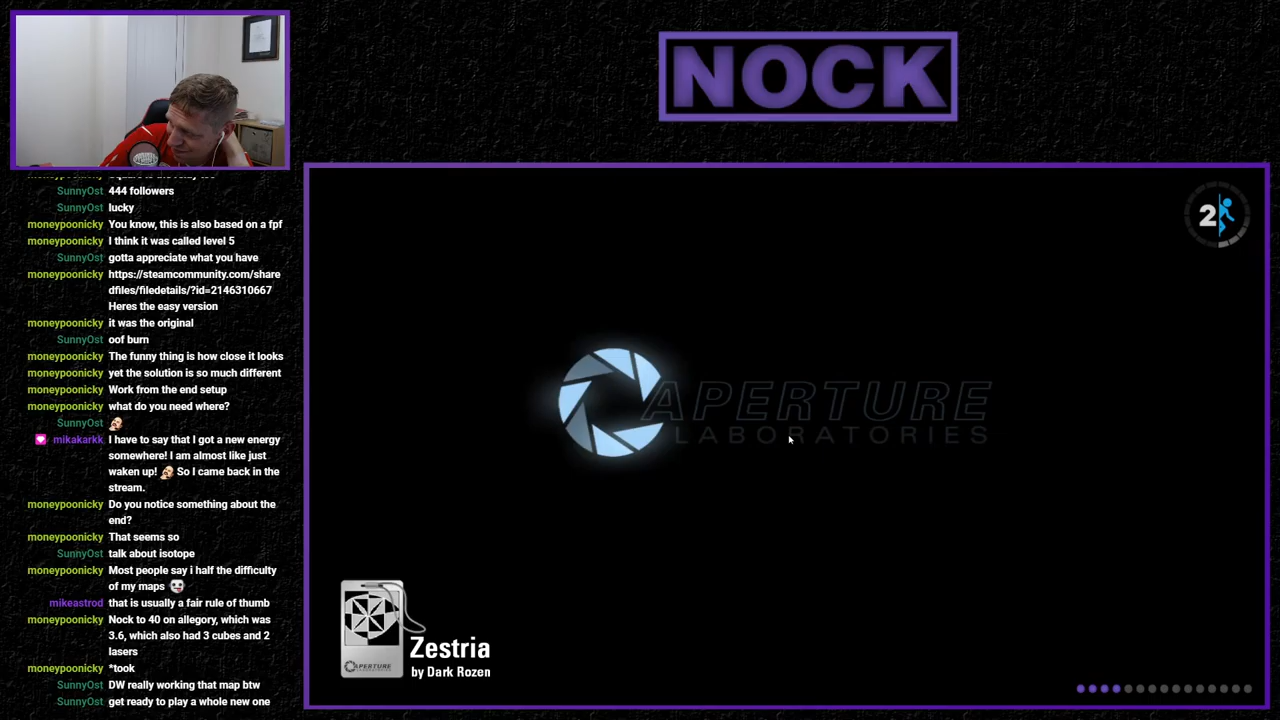 NOCK
SunnyOst 444 followers
SunnyOst lucky
moneypoonicky You know, this is also based on a fpf
moneypoonicky I think it was called level 5
SunnyOst gotta appreciate what you have
moneypoonicky https://steamcommunity.com/share
dfiles/filedetails/?id=2146310667
Heres the easy version
moneypoonicky it was the original
SunnyOst oof burn
moneypoonicky The funny thing is how close it looks
moneypoonicky yet the solution is so much different
moneypoonicky Work from the end setup
moneypoonicky what do you need where?
SunnyOst
mikakarkk I have to say that I got a new energy
somewhere! I am almost like just
waken up! So I came back in the
stream.
moneypoonicky Do you notice something about the
end?
moneypoonicky That seems so
SunnyOst talk about isotope
moneypoonicky Most people say i half the difficulty
of my maps
mikeastrod that is usually a fair rule of thumb
moneypoonicky Nock to 40 on allegory, which was
3.6, which also had 3 cubes and 2
lasers
moneypoonicky *took
SunnyOst DW really working that map btw
SunnyOst get ready to play a whole new one
2
APERTURE
LABORATORIES
APERTURE
Zestria
by Dark Rozen